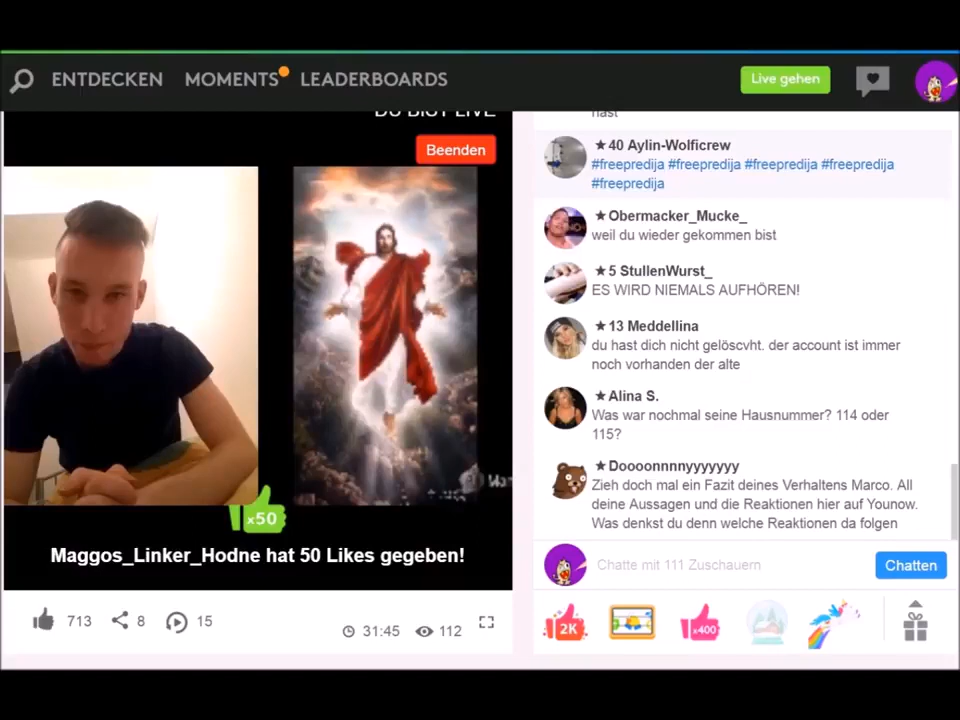 ENTDECKEN MOMENTS LEADERBOARDS Live gehen
DU BIST LIVE
Beenden
x50
Maggos_Linker_Hodne hat 50 Likes gegeben!
713 8 15 31:45 112
hast
★40 Aylin-Wolficrew
#freepredija #freepredija #freepredija #freepredija
#freepredija
★Obermacker_Mucke_
weil du wieder gekommen bist
★5 StullenWurst_
ES WIRD NIEMALS AUFHÖREN!
★13 Meddellina
du hast dich nicht gelöscvht. der account ist immer
noch vorhanden der alte
★Alina S.
Was war nochmal seine Hausnummer? 114 oder
115?
★Doooonnnnyyyyyyy
Zieh doch mal ein Fazit deines Verhaltens Marco. All
deine Aussagen und die Reaktionen hier auf Younow.
Was denkst du denn welche Reaktionen da folgen
Chatte mit 111 Zuschauern
Chatten
2K
x400